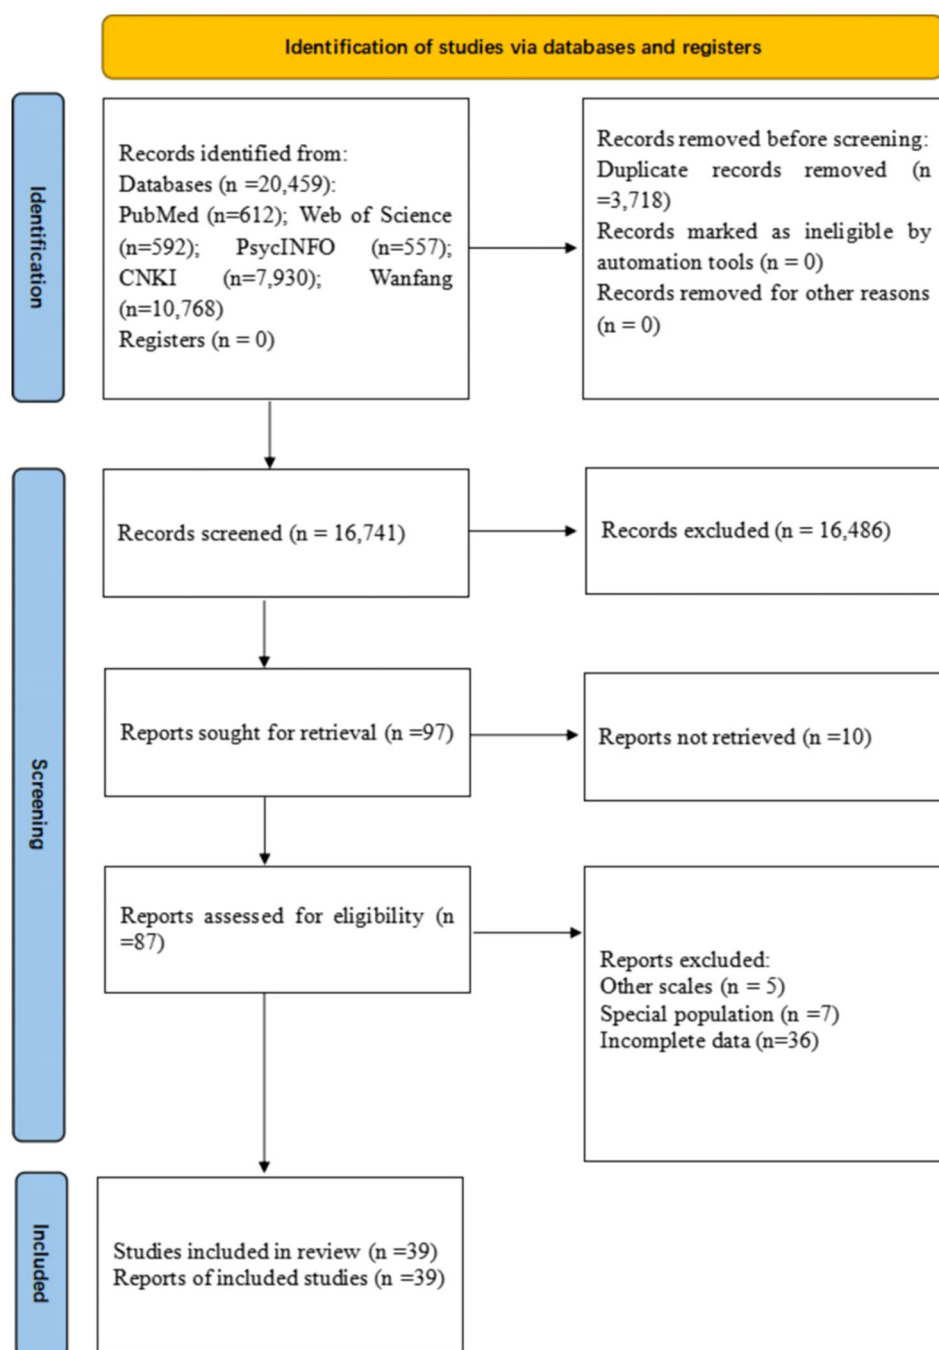 Identification of studies via databases and registers
Identification
Records identified from:
Databases (n =20,459):
PubMed (n=612); Web of Science
(n=592); PsycINFO (n=557);
CNKI (n=7,930); Wanfang
(n=10,768)
Registers (n = 0)
Records removed before screening:
Duplicate records removed (n
=3,718)
Records marked as ineligible by
automation tools (n = 0)
Records removed for other reasons
(n = 0)
Screening
Records screened (n = 16,741)
Records excluded (n = 16,486)
Reports sought for retrieval (n =97)
Reports not retrieved (n =10)
Reports assessed for eligibility (n
=87)
Reports excluded:
Other scales (n = 5)
Special population (n =7)
Incomplete data (n=36)
Included
Studies included in review (n =39)
Reports of included studies (n =39)